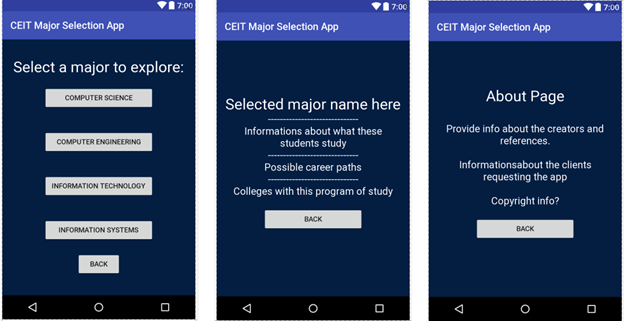 7:00
CEIT Major Selection App
Select a major to explore:
COMPUTER SCIENCE
COMPUTER ENGINEERING
INFORMATION TECHNOLOGY
INFORMATION SYSTEMS
BACK
7:00
CEIT Major Selection App
Selected major name here
------------------------------
Informations about what these
students study
------------------------------
Possible career paths
------------------------------
Colleges with this program of study
BACK
7:00
CEIT Major Selection App
About Page
Provide info about the creators and
references.
Informationsabout the clients
requesting the app
Copyright info?
BACK